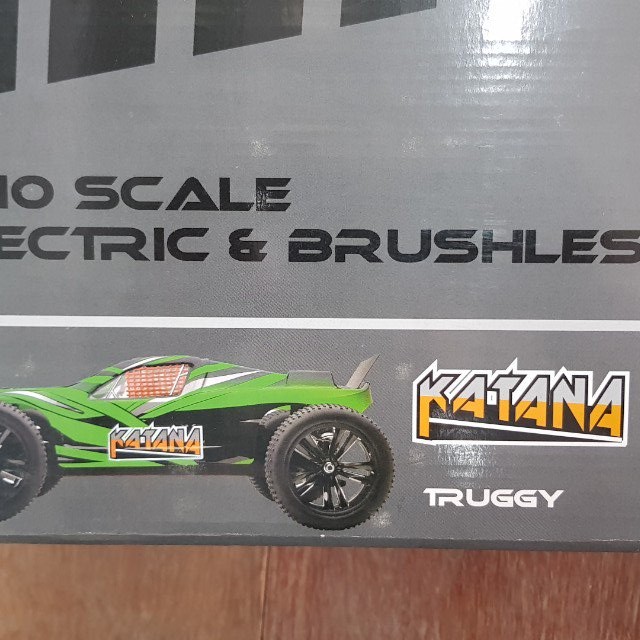 10 SCALE
ECTRIC & BRUSHLES
KATANA
KATANA
TRUGGY